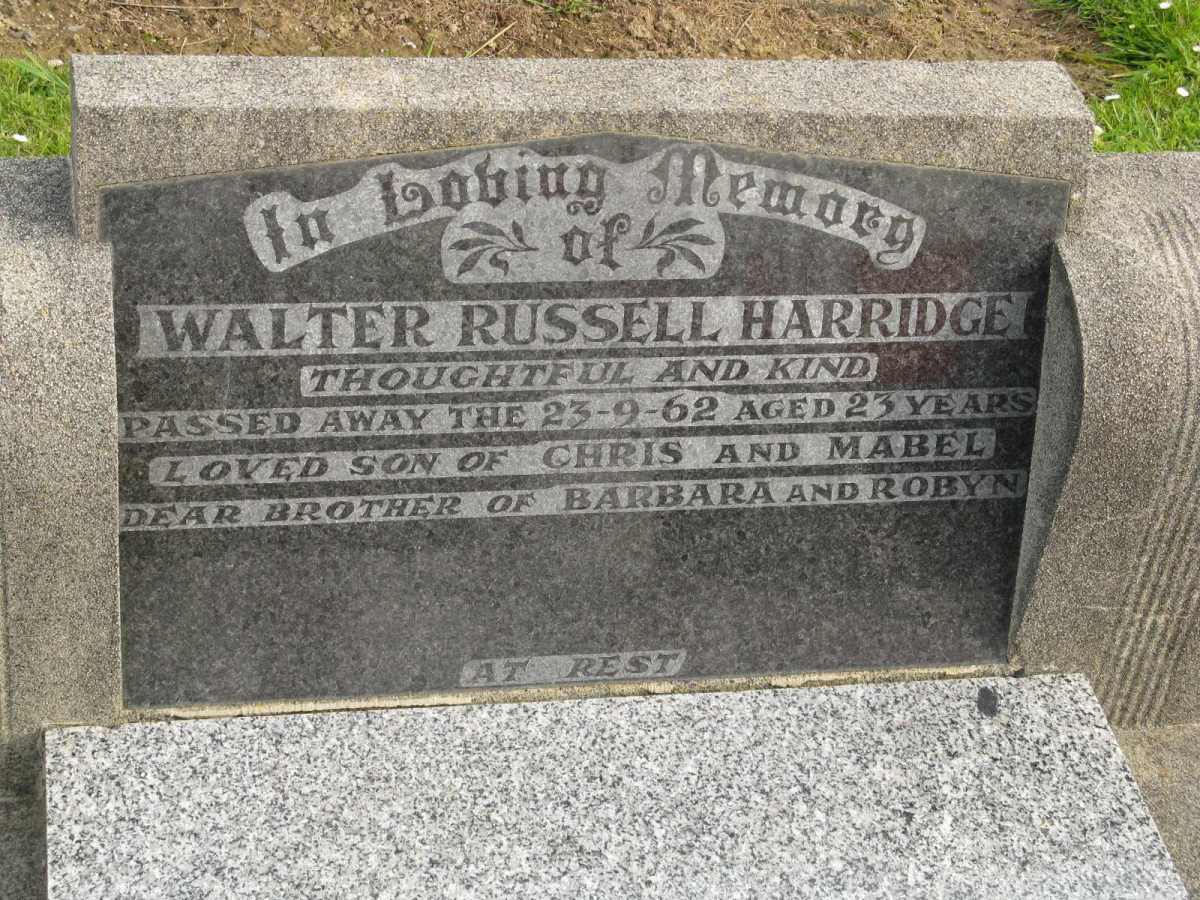 In Loving Memory
of
WALTER RUSSELL HARRIDGE
THOUGHTFUL AND KIND
PASSED AWAY THE 23-9-62 AGED 23 YEARS
LOVED SON OF CHRIS AND MABEL
DEAR BROTHER OF BARBARA AND ROBYN
AT REST